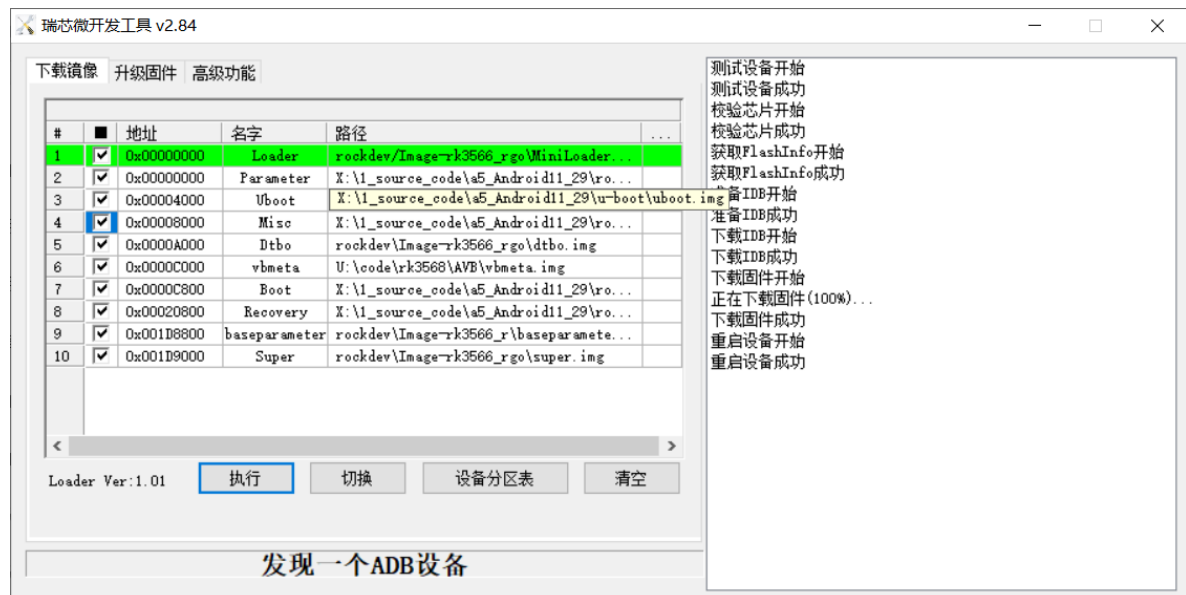 瑞芯微开发工具 v2.84
下载镜像 升级固件 高级功能
# ■ 地址 名字 路径 ...
1 0x00000000 Loader rockdev/Image-rk3566_rgo\MiniLoader...
2 0x00000000 Parameter X:\1_source_code\a5_Android11_29\ro...
3 0x00004000 Uboot X:\1_source_code\a5_Android11_29\u-boot\uboot.img
4 0x00008000 Misc X:\1_source_code\a5_Android11_29\ro...
5 0x0000A000 Dtbo rockdev\Image-rk3566_rgo\dtbo.img
6 0x0000C000 vbmeta U:\code\rk3568\AVB\vbmeta.img
7 0x0000C800 Boot X:\1_source_code\a5_Android11_29\ro...
8 0x00020800 Recovery X:\1_source_code\a5_Android11_29\ro...
9 0x001D8800 baseparameter rockdev\Image-rk3566_r\baseparamete...
10 0x001D9000 Super rockdev\Image-rk3566_rgo\super.img
Loader Ver:1.01 执行 切换 设备分区表 清空
发现一个ADB设备
测试设备开始
测试设备成功
校验芯片开始
校验芯片成功
获取FlashInfo开始
获取FlashInfo成功
准备IDB开始
准备IDB成功
下载IDB开始
下载IDB成功
下载固件开始
正在下载固件(100%)...
下载固件成功
重启设备开始
重启设备成功